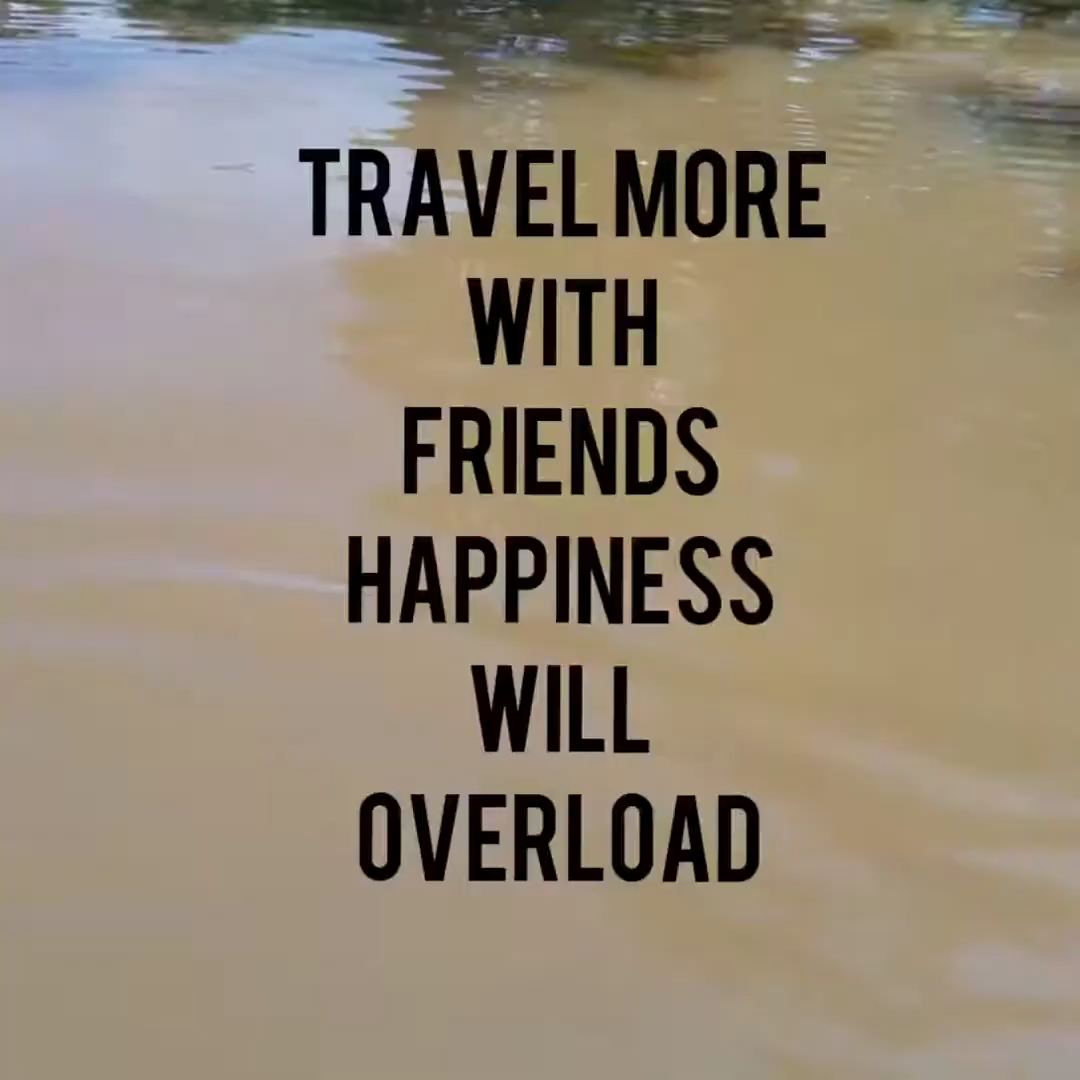 TRAVEL MORE
WITH
FRIENDS
HAPPINESS
WILL
OVERLOAD